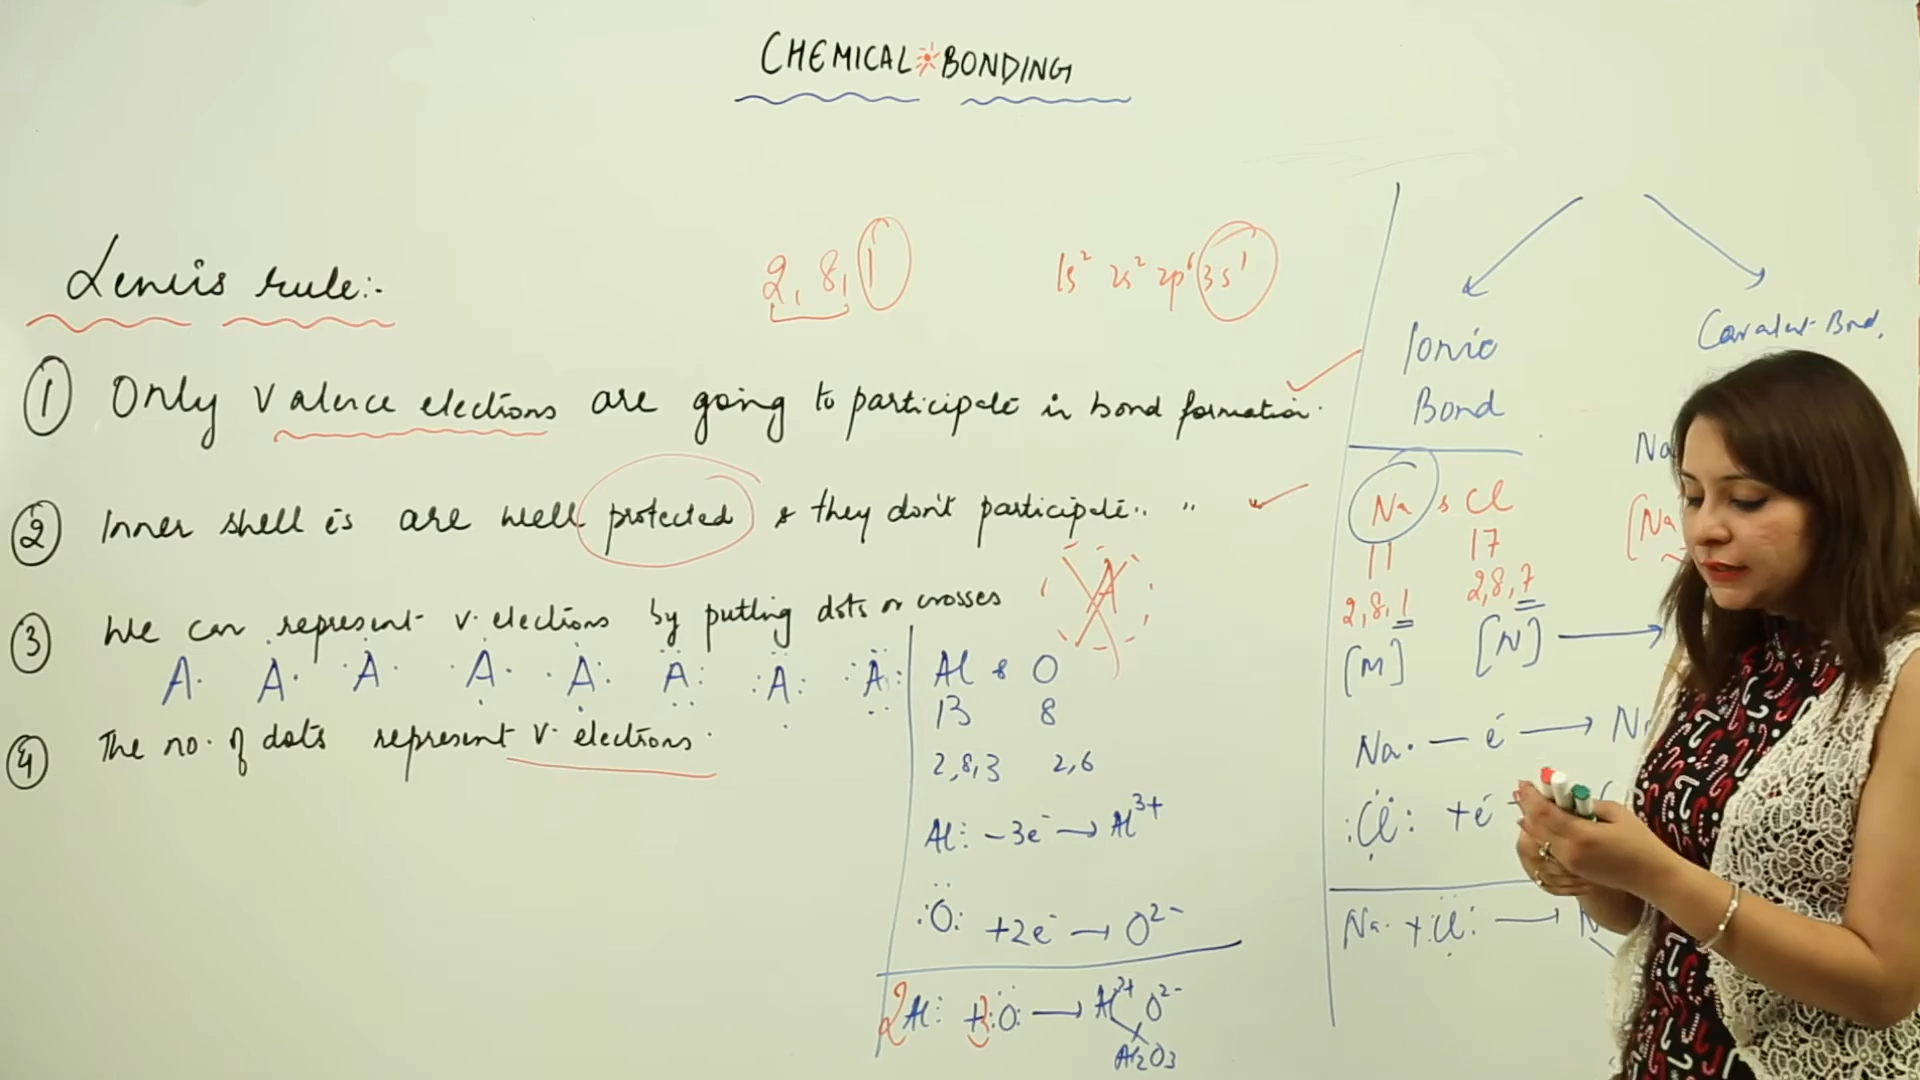 CHEMICAL BONDING
Lewis rule:-
2, 8, 1
1s² 2s² 2p⁶ 3s¹
① Only valence elections are going to participate in bond formation.
② Inner shell és are well protected & they don't participate.. "
③ We can represent v. elections by putting dots or crosses
A
A· A· ·A· ·A· ·A: A: :A: :A:
④ The no. of dots represent v. elections.
Al & O
13 8
2,8,3 2,6
Al: −3e⁻ → Al³⁺
:O: +2e⁻ → O²⁻
2Al: +3:O: → Al³⁺ O²⁻
Al2O3
Ionic
Bond
Covalent Bond.
Na & Cl
11 17
2,8,1 2,8,7
[M] [N] →
Na· − é →
:Cl: +é
Na· + :Cl: →
Na
[Na